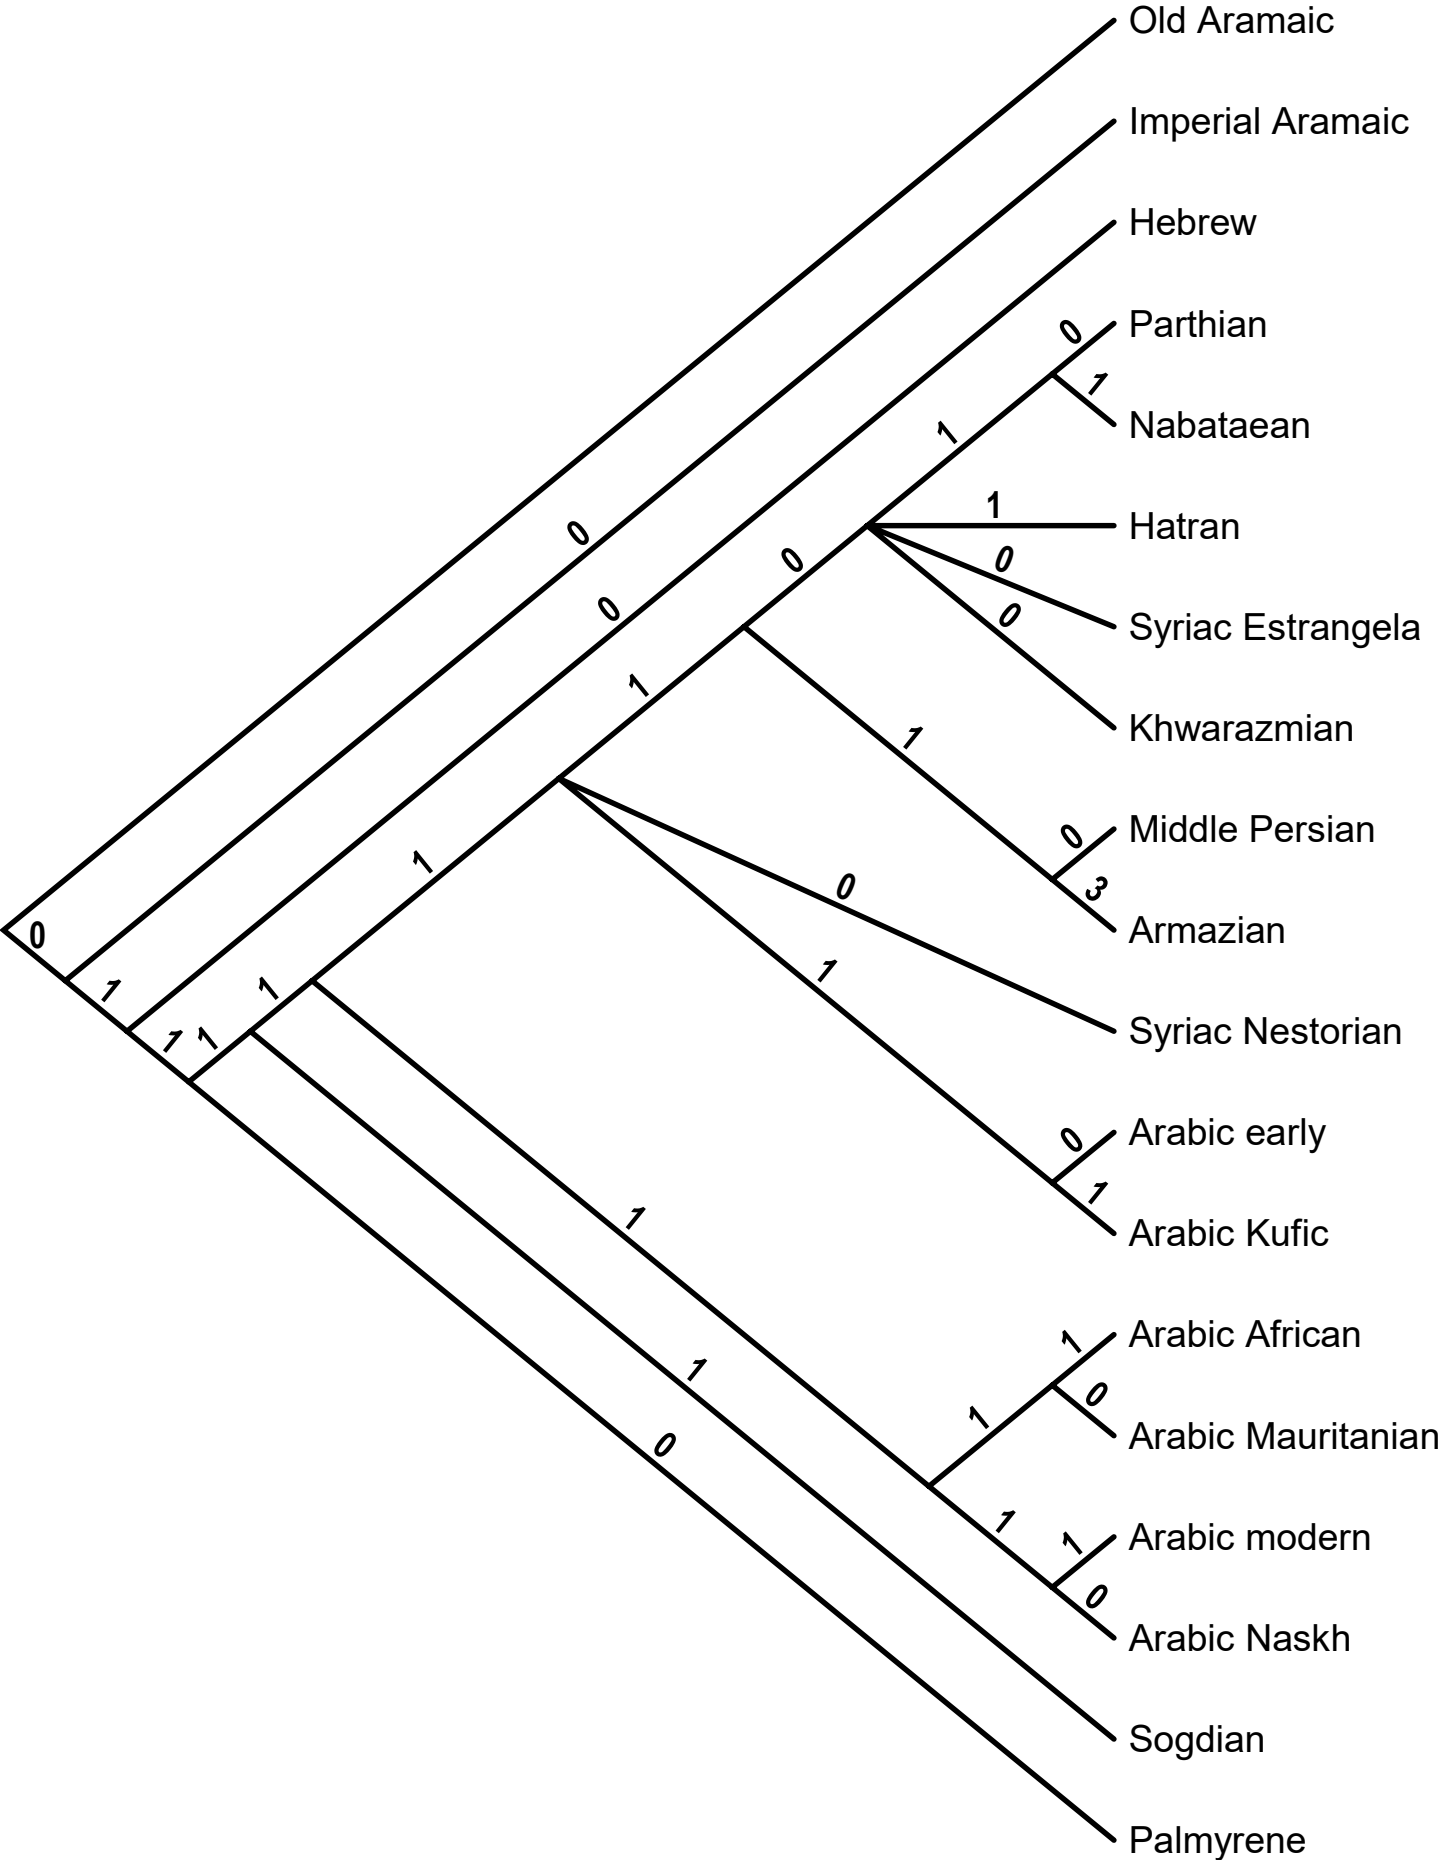 Old Aramaic
Imperial Aramaic
Hebrew
0 Parthian
1
Nabataean
1
1 Hatran
0
0
0
Syriac Estrangela
0
0
1
Khwarazmian
1
0 Middle Persian
1
0
3
Armazian
0
1
1
1
1 1
Syriac Nestorian
0 Arabic early
1
1
Arabic Kufic
1 Arabic African
1
0
1
0
Arabic Mauritanian
1
1 Arabic modern
0
Arabic Naskh
Sogdian
Palmyrene